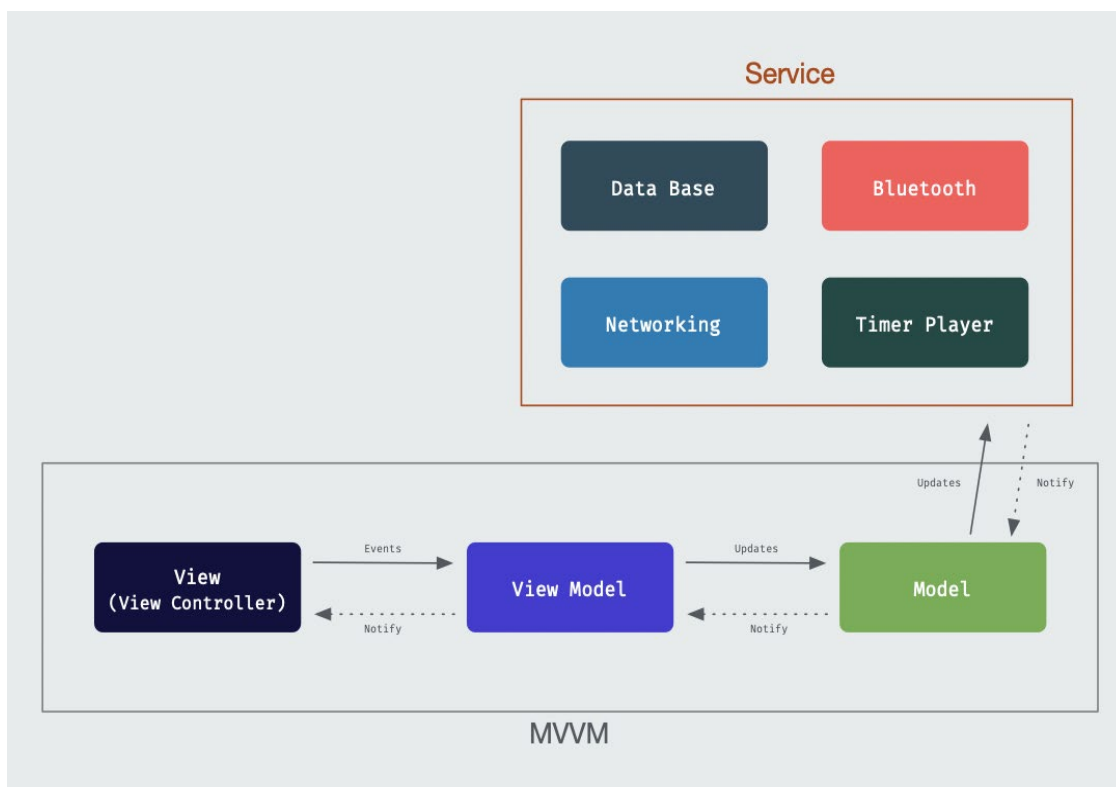 Service
Data Base
Bluetooth
Networking
Timer Player
Updates
Notify
Events
Updates
View
(View Controller)
View Model
Model
Notify
Notify
MVVM